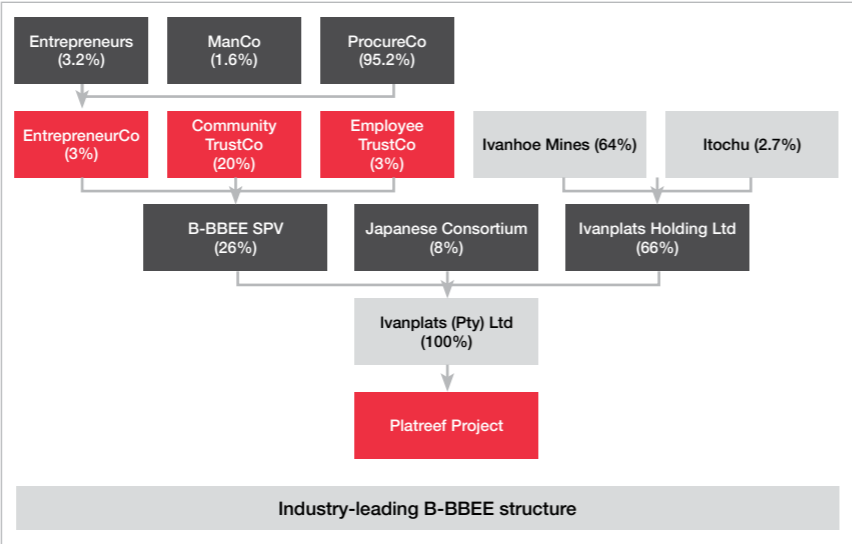 Entrepreneurs
(3.2%)
ManCo
(1.6%)
ProcureCo
(95.2%)
EntrepreneurCo
(3%)
Community
TrustCo
(20%)
Employee
TrustCo
(3%)
Ivanhoe Mines (64%)
Itochu (2.7%)
B-BBEE SPV
(26%)
Japanese Consortium
(8%)
Ivanplats Holding Ltd
(66%)
Ivanplats (Pty) Ltd
(100%)
Platreef Project
Industry-leading B-BBEE structure